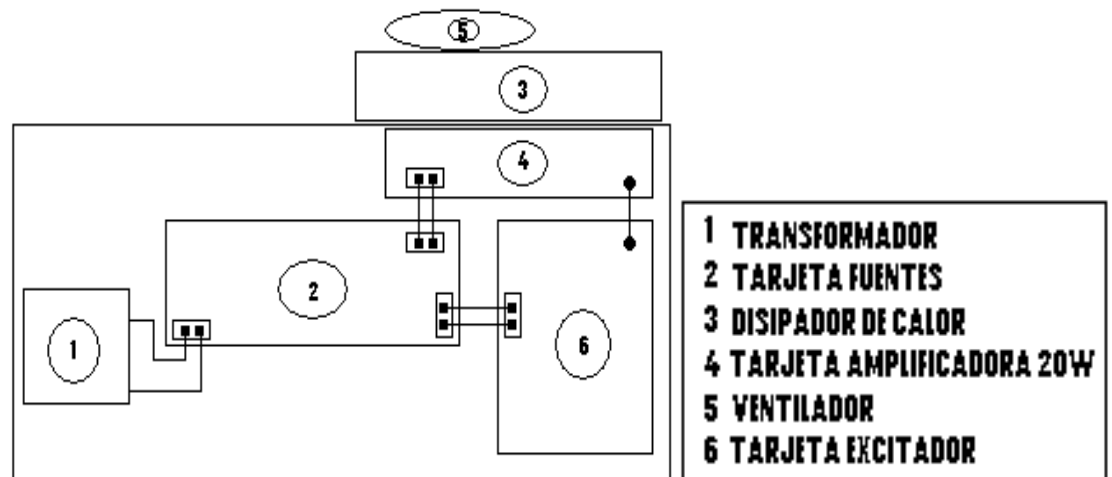 5
3
4
2
1
6
1 TRANSFORMADOR
2 TARJETA FUENTES
3 DISIPADOR DE CALOR
4 TARJETA AMPLIFICADORA 20W
5 VENTILADOR
6 TARJETA EXCITADOR